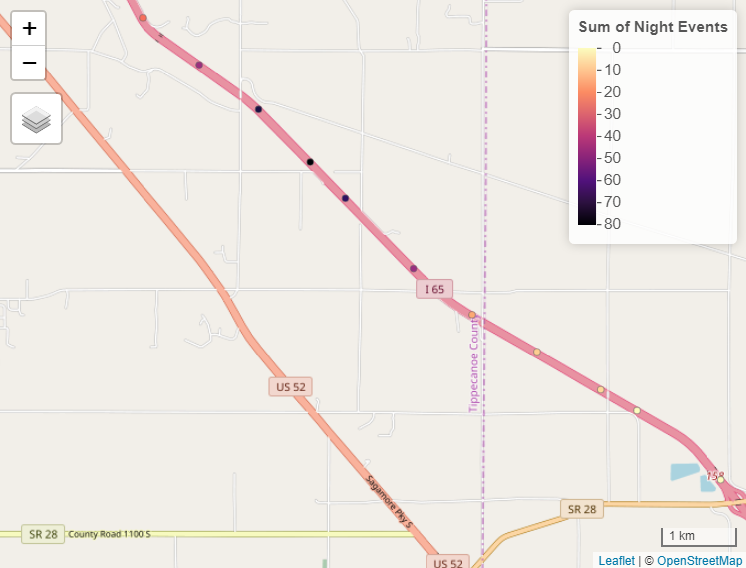 +
−
Sum of Night Events
0
10
20
30
40
50
60
70
80
I 65
Tippecanoe County
US 52
Sagamore Pky S
158
SR 28
SR 28
County Road 1100 S
US 52
1 km
Leaflet | © OpenStreetMap